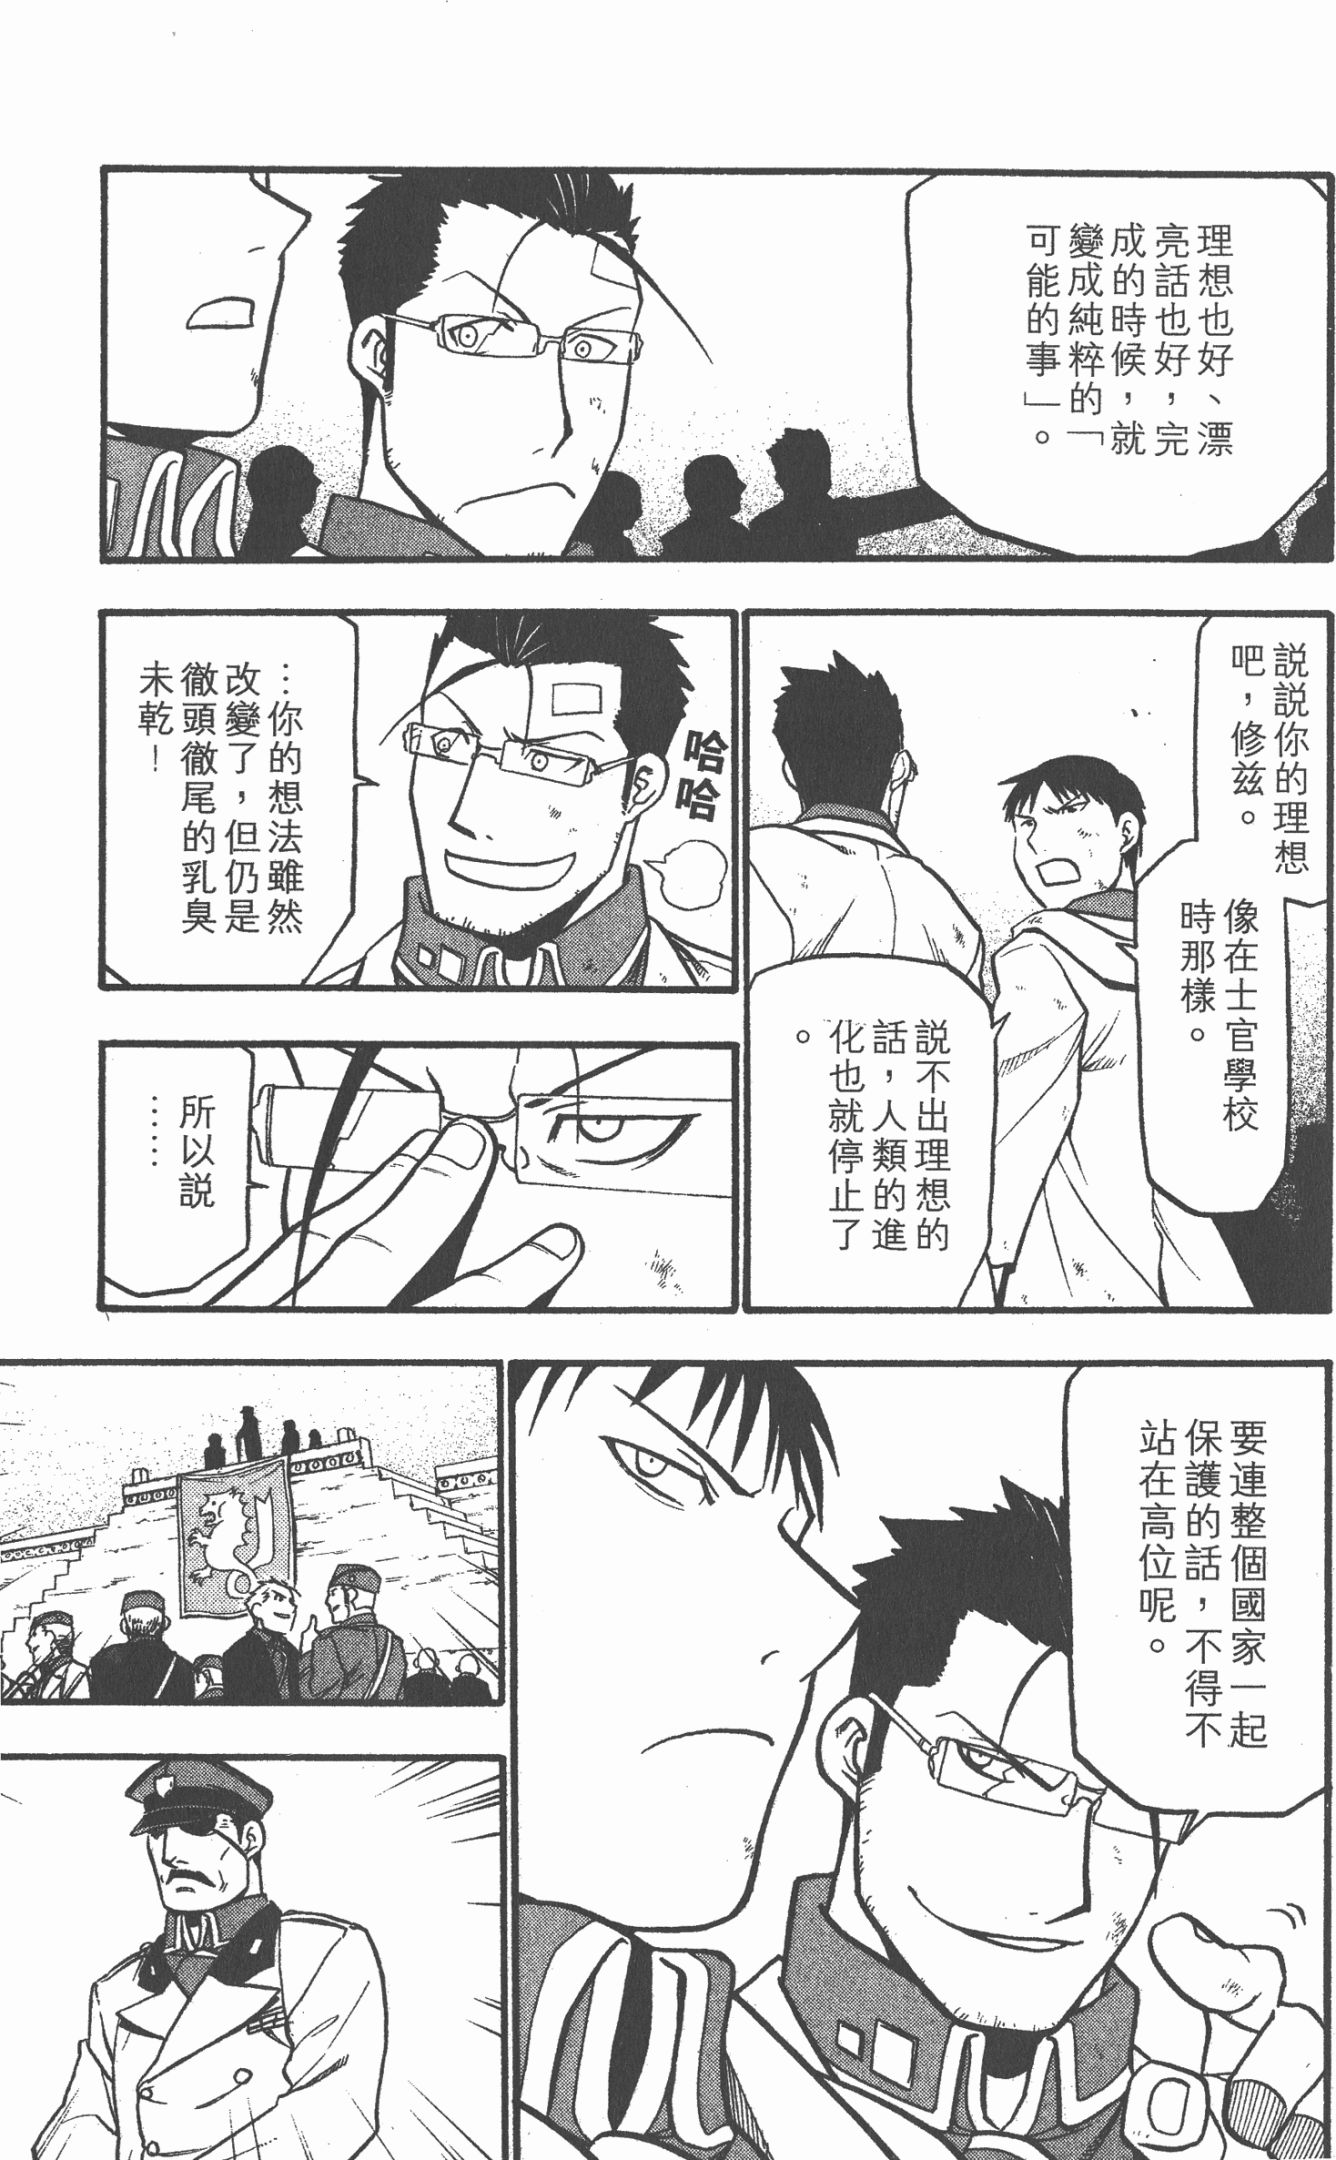 理想也好、漂
亮話也好，完
成的時候，就
變成純粹的「
可能的事」。
説説你的理想
吧，修兹。
像在士官學校
時那樣。
説不出理想的
話，人類的進
化也就停止了
。
哈哈
…你的想法雖然
改變了，但仍是
徹頭徹尾的乳臭
未乾！
所以説
……
要連整個國家一起
保護的話，不得不
站在高位呢。